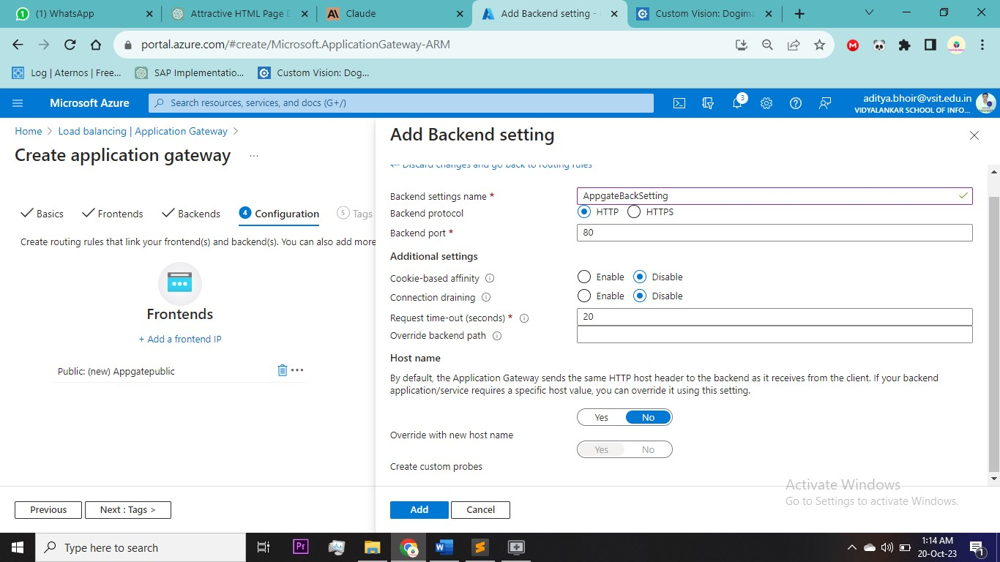 (1) WhatsApp
Attractive HTML Page D
Claude
Add Backend setting -
Custom Vision: Dogima
portal.azure.com/#create/Microsoft.ApplicationGateway-ARM
Log | Aternos | Free...
SAP Implementatio...
Custom Vision: Dog...
Microsoft Azure
Search resources, services, and docs (G+/)
3
aditya.bhoir@vsit.edu.in
VIDYALANKAR SCHOOL OF INFO...
Home > Load balancing | Application Gateway >
Create application gateway ...
Basics
Frontends
Backends
4 Configuration
5 Tags
Create routing rules that link your frontend(s) and backend(s). You can also add more
Frontends
+ Add a frontend IP
Public: (new) Appgatepublic
Previous
Next : Tags >
Add Backend setting
← Discard changes and go back to routing rules
Backend settings name * AppgateBackSetting
Backend protocol HTTP HTTPS
Backend port * 80
Additional settings
Cookie-based affinity Enable Disable
Connection draining Enable Disable
Request time-out (seconds) * 20
Override backend path
Host name
By default, the Application Gateway sends the same HTTP host header to the backend as it receives from the client. If your backend
application/service requires a specific host value, you can override it using this setting.
Yes No
Override with new host name
Yes No
Create custom probes
Add
Cancel
Activate Windows
Go to Settings to activate Windows.
Type here to search
Pr
1:14 AM
20-Oct-23
1